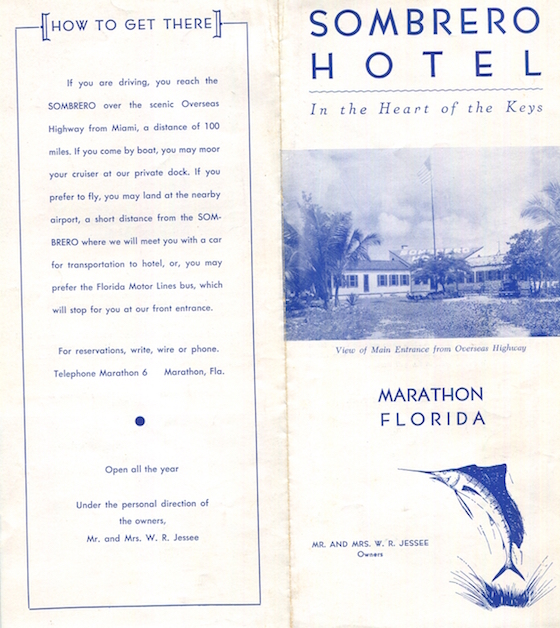 HOW TO GET THERE
If you are driving, you reach the
SOMBRERO over the scenic Overseas
Highway from Miami, a distance of 100
miles. If you come by boat, you may moor
your cruiser at our private dock. If you
prefer to fly, you may land at the nearby
airport, a short distance from the SOM-
BRERO where we will meet you with a car
for transportation to hotel, or, you may
prefer the Florida Motor Lines bus, which
will stop for you at our front entrance.
For reservations, write, wire or phone.
Telephone Marathon 6 Marathon, Fla.
Open all the year
Under the personal direction of
the owners,
Mr. and Mrs. W. R. Jessee
SOMBRERO
HOTEL
In the Heart of the Keys
SOMBRERO
View of Main Entrance from Overseas Highway
MARATHON
FLORIDA
MR. AND MRS. W. R. JESSEE
Owners